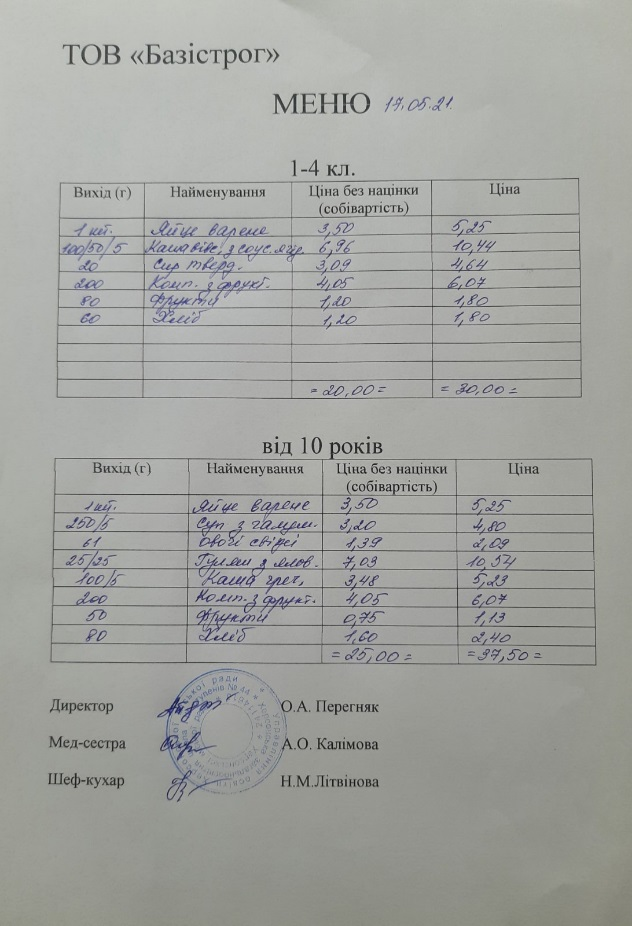 ТОВ «Базістрог»
МЕНЮ 17.05.21.
1-4 кл.
Вихід (г) Найменування Ціна без націнки (собівартість) Ціна
1 шт. Яйце варене 3,50 5,25
100/50/5 Каша вівс. з соус. ягід. 6,96 10,44
20 Сир тверд. 3,09 4,64
200 Комп. з фрукт. 4,05 6,07
80 Фрукти 1,20 1,80
60 Хліб 1,20 1,80
=20,00= =30,00=
від 10 років
Вихід (г) Найменування Ціна без націнки (собівартість) Ціна
1 шт. Яйце варене 3,50 5,25
250/5 Суп з галуш. 3,20 4,80
61 Овочі свіжі 1,39 2,09
25/25 Гуляш з ялов. 7,03 10,54
100/5 Каша греч. 3,48 5,23
200 Комп. з фрукт. 4,05 6,07
50 Фрукти 0,75 1,13
80 Хліб 1,60 2,40
=25,00= =37,50=
Директор О.А. Перегняк
Мед-сестра А.О. Калімова
Шеф-кухар Н.М.Літвінова